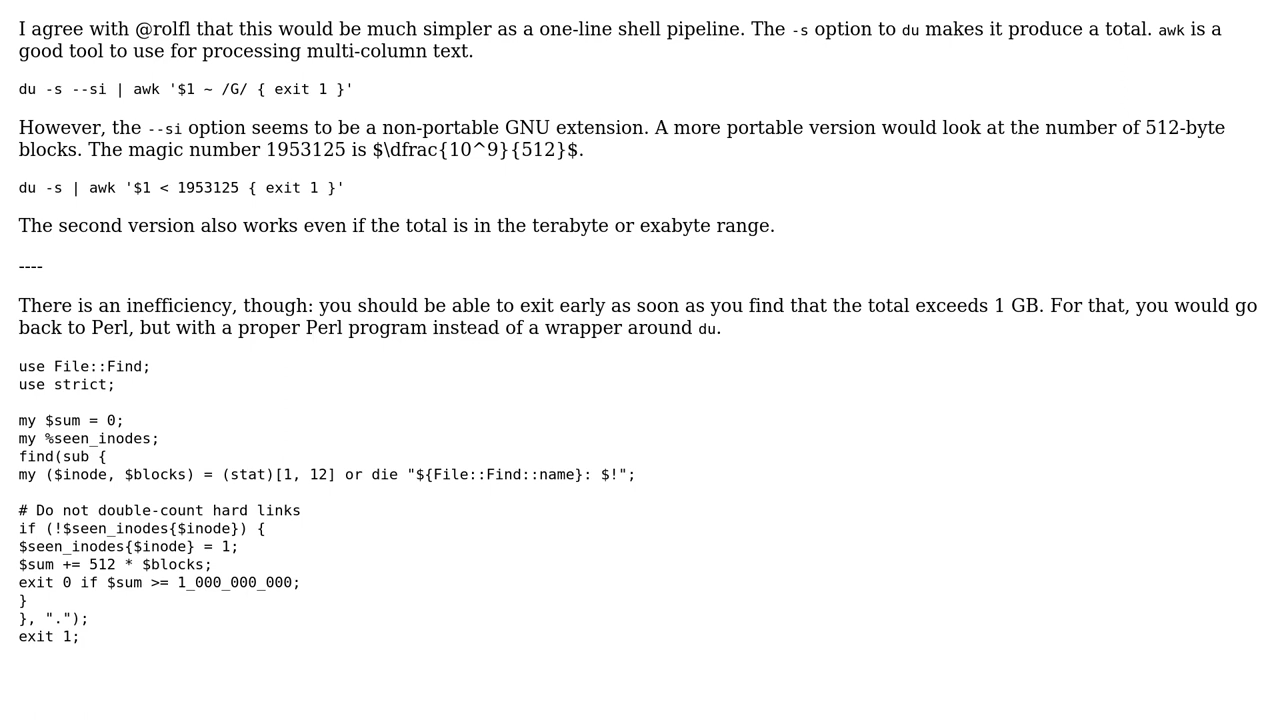 I agree with @rolfl that this would be much simpler as a one-line shell pipeline. The -s option to du makes it produce a total. awk is a
good tool to use for processing multi-column text.
du -s --si | awk '$1 ~ /G/ { exit 1 }'
However, the --si option seems to be a non-portable GNU extension. A more portable version would look at the number of 512-byte
blocks. The magic number 1953125 is $\dfrac{10^9}{512}$.
du -s | awk '$1 < 1953125 { exit 1 }'
The second version also works even if the total is in the terabyte or exabyte range.
----
There is an inefficiency, though: you should be able to exit early as soon as you find that the total exceeds 1 GB. For that, you would go
back to Perl, but with a proper Perl program instead of a wrapper around du.
use File::Find;
use strict;
my $sum = 0;
my %seen_inodes;
find(sub {
my ($inode, $blocks) = (stat)[1, 12] or die "${File::Find::name}: $!";
# Do not double-count hard links
if (!$seen_inodes{$inode}) {
$seen_inodes{$inode} = 1;
$sum += 512 * $blocks;
exit 0 if $sum >= 1_000_000_000;
}
}, ".");
exit 1;